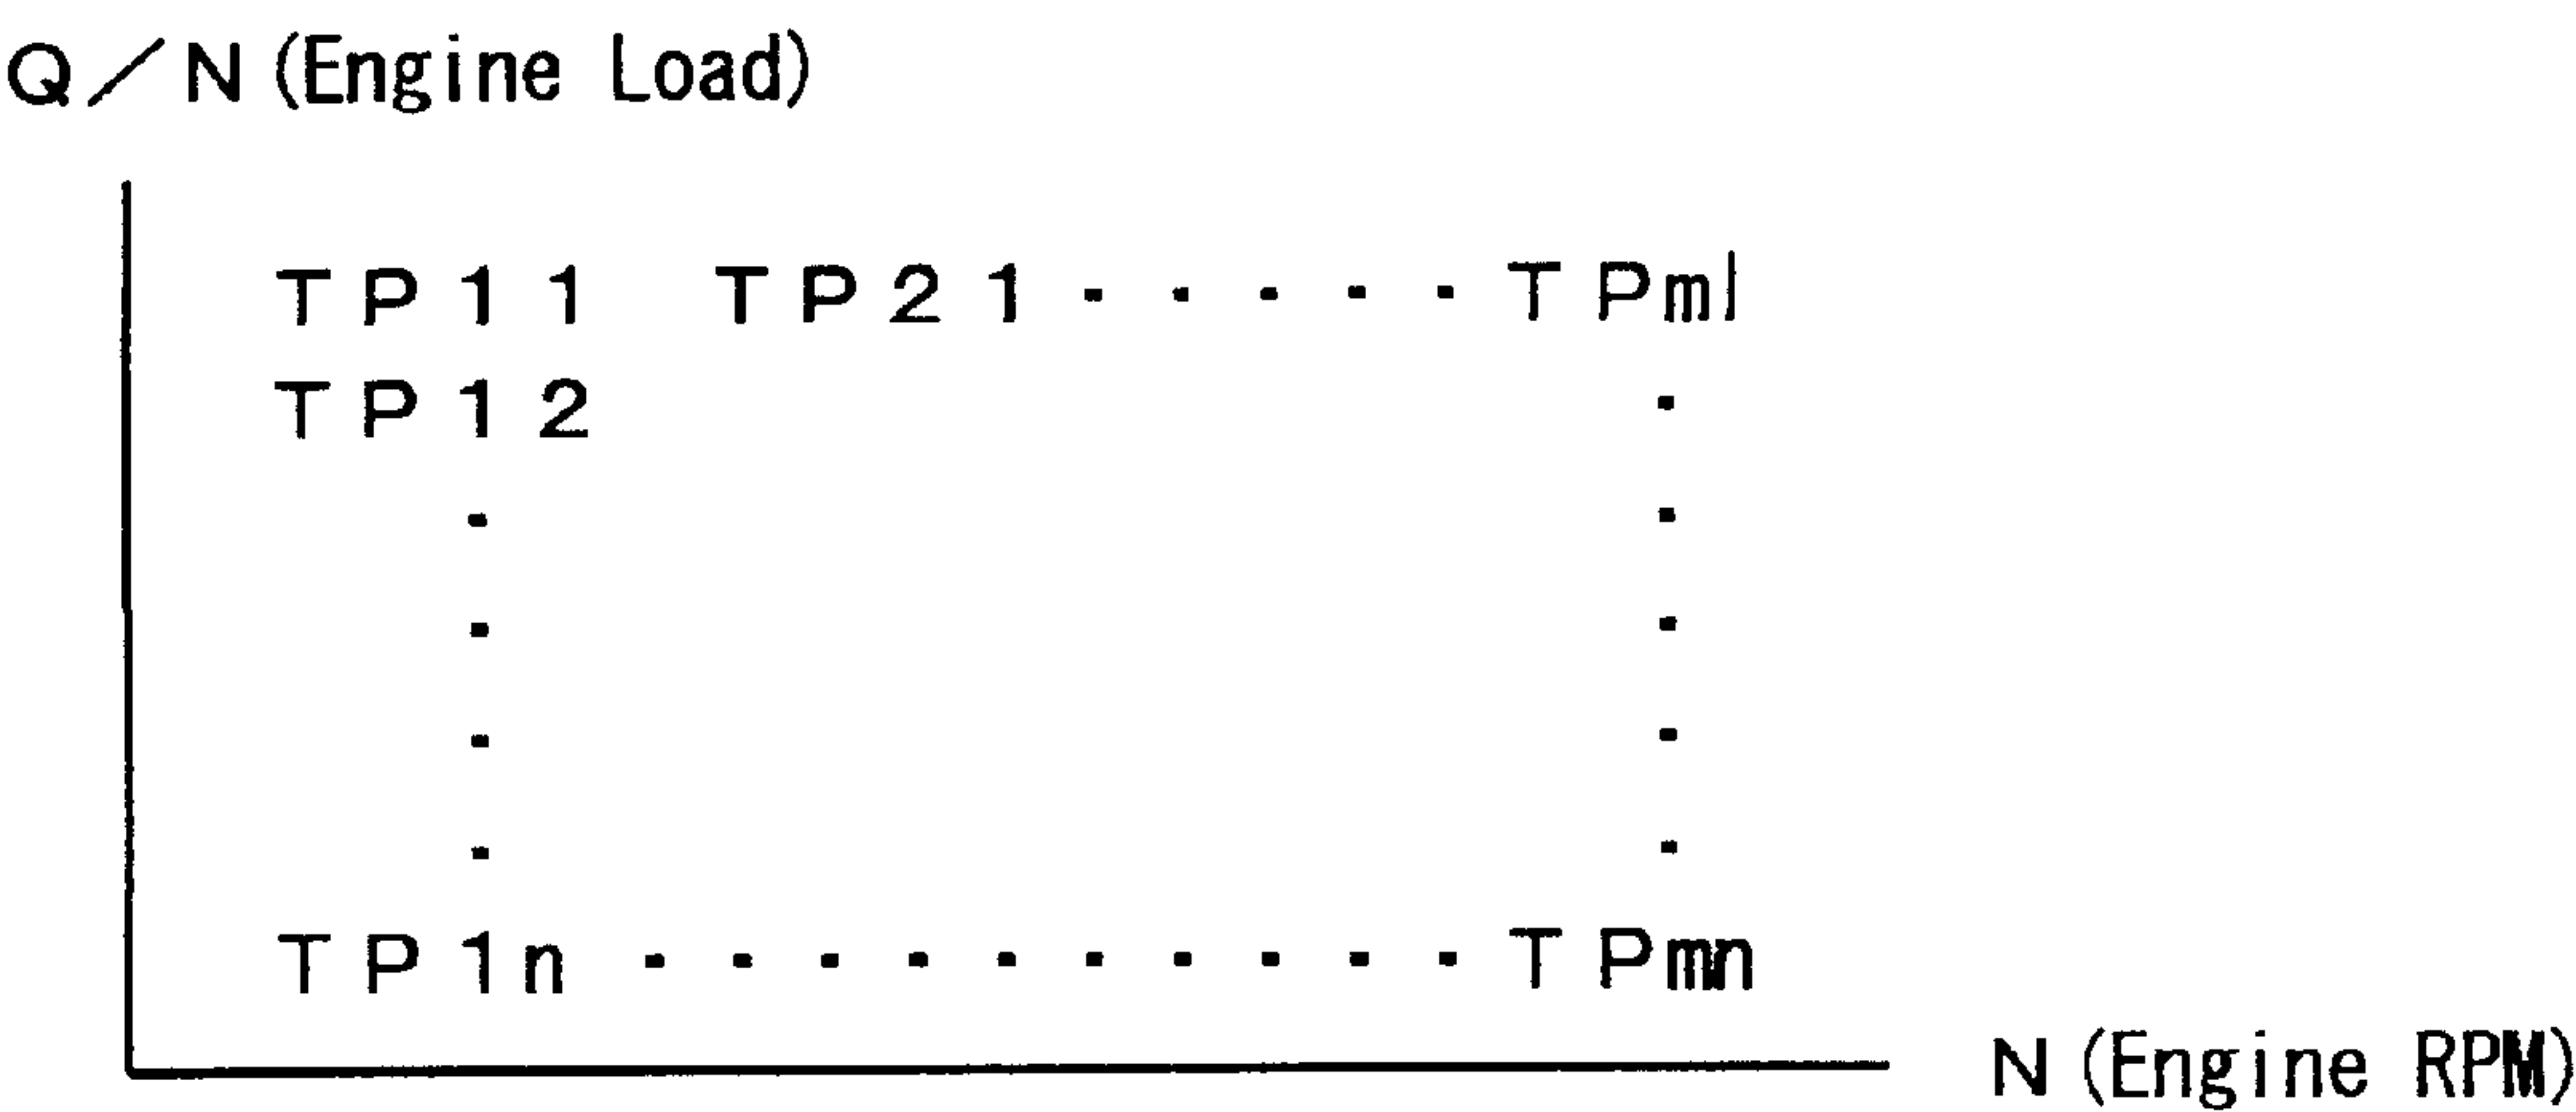 Q/N (Engine Load)
TP11 TP21 · · · · · TPml
TP12
TP1n · · · · · · · · · · TPmn
N (Engine RPM)